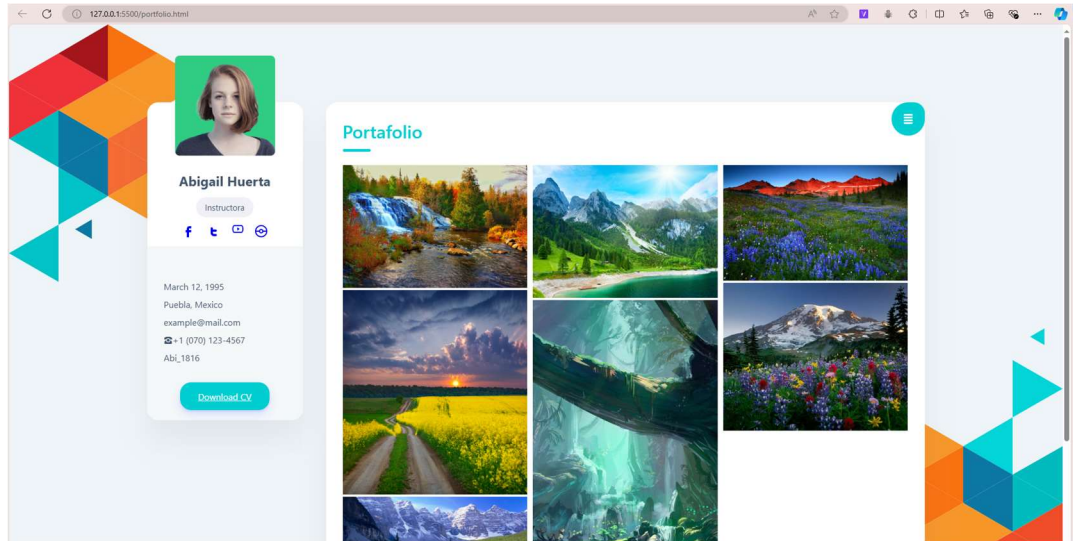 127.0.0.1:5500/portfolio.html
Portafolio
Abigail Huerta
Instructora
March 12, 1995
Puebla, Mexico
example@mail.com
☎+1 (070) 123-4567
Abi_1816
Download CV